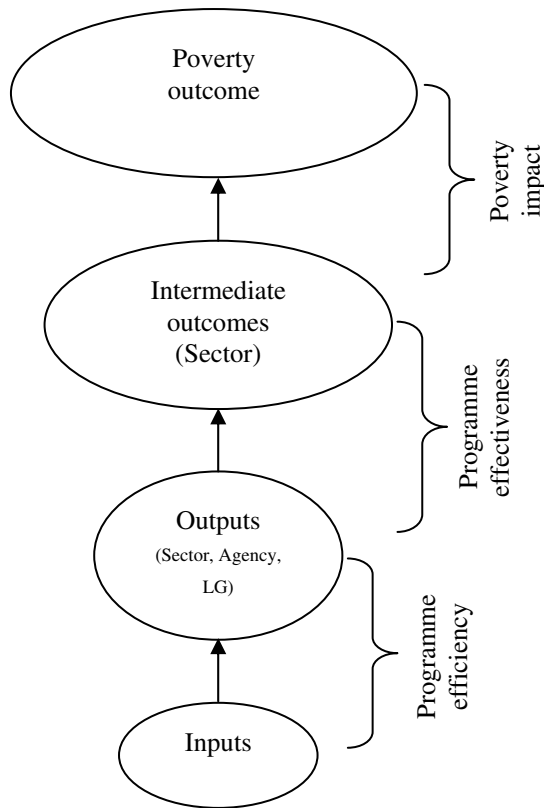 Poverty
outcome
Poverty
impact
Intermediate
outcomes
(Sector)
Programme
effectiveness
Outputs
(Sector, Agency,
LG)
Programme
efficiency
Inputs